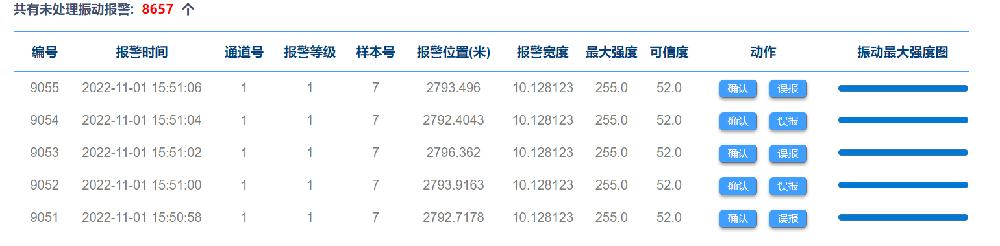 共有未处理振动报警: 8657 个
编号 报警时间 通道号 报警等级 样本号 报警位置(米) 报警宽度 最大强度 可信度 动作 振动最大强度图
9055 2022-11-01 15:51:06 1 1 7 2793.496 10.128123 255.0 52.0 确认 误报
9054 2022-11-01 15:51:04 1 1 7 2792.4043 10.128123 255.0 52.0 确认 误报
9053 2022-11-01 15:51:02 1 1 7 2796.362 10.128123 255.0 52.0 确认 误报
9052 2022-11-01 15:51:00 1 1 7 2793.9163 10.128123 255.0 52.0 确认 误报
9051 2022-11-01 15:50:58 1 1 7 2792.7178 10.128123 255.0 52.0 确认 误报